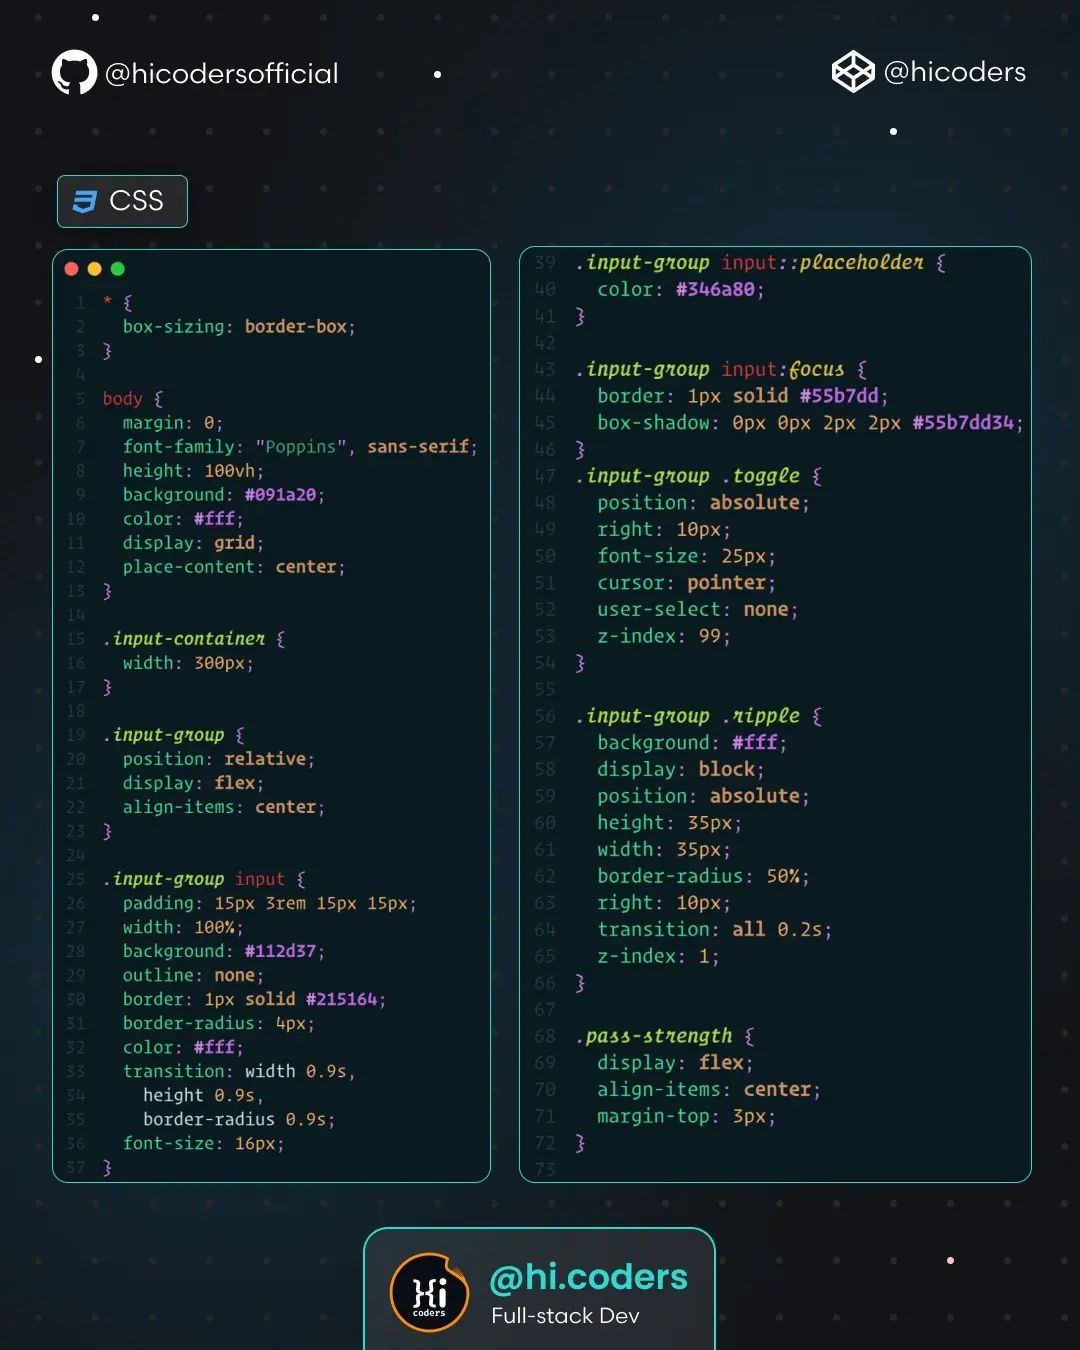 @hicodersofficial
@hicoders
CSS
1 * {
2   box-sizing: border-box;
3 }
4
5 body {
6   margin: 0;
7   font-family: "Poppins", sans-serif;
8   height: 100vh;
9   background: #091a20;
10   color: #fff;
11   display: grid;
12   place-content: center;
13 }
14
15 .input-container {
16   width: 300px;
17 }
18
19 .input-group {
20   position: relative;
21   display: flex;
22   align-items: center;
23 }
24
25 .input-group input {
26   padding: 15px 3rem 15px 15px;
27   width: 100%;
28   background: #112d37;
29   outline: none;
30   border: 1px solid #215164;
31   border-radius: 4px;
32   color: #fff;
33   transition: width 0.9s,
34     height 0.9s,
35     border-radius 0.9s;
36   font-size: 16px;
37 }
39 .input-group input::placeholder {
40   color: #346a80;
41 }
42
43 .input-group input:focus {
44   border: 1px solid #55b7dd;
45   box-shadow: 0px 0px 2px 2px #55b7dd34;
46 }
47 .input-group .toggle {
48   position: absolute;
49   right: 10px;
50   font-size: 25px;
51   cursor: pointer;
52   user-select: none;
53   z-index: 99;
54 }
55
56 .input-group .ripple {
57   background: #fff;
58   display: block;
59   position: absolute;
60   height: 35px;
61   width: 35px;
62   border-radius: 50%;
63   right: 10px;
64   transition: all 0.2s;
65   z-index: 1;
66 }
67
68 .pass-strength {
69   display: flex;
70   align-items: center;
71   margin-top: 3px;
72 }
73
Hi
coders
@hi.coders
Full-stack Dev